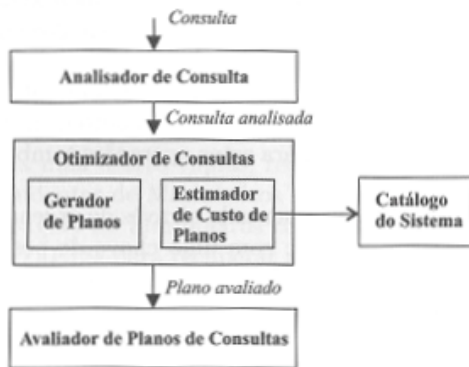 Consulta
Analisador de Consulta
Consulta analisada
Otimizador de Consultas
Gerador
de Planos
Estimador
de Custo de
Planos
Catálogo
do Sistema
Plano avaliado
Avaliador de Planos de Consultas